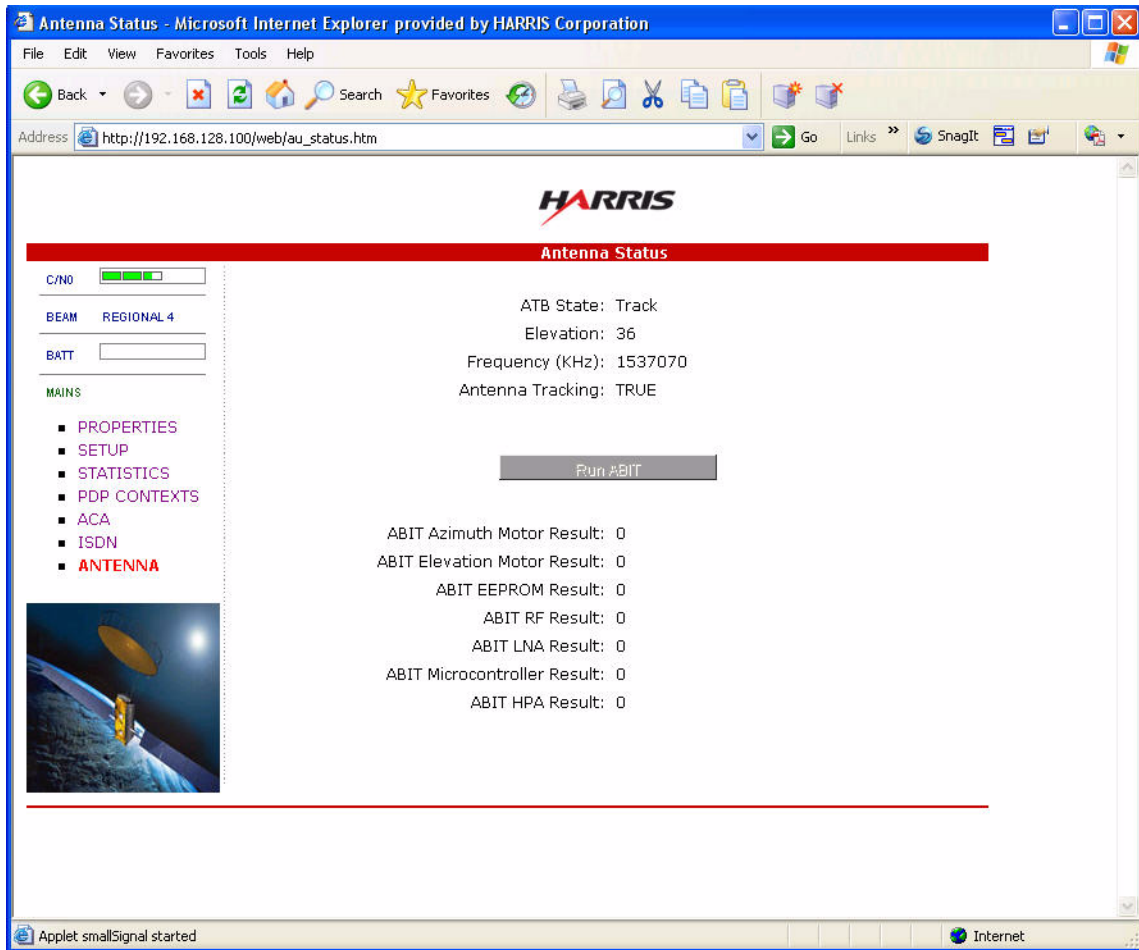 Antenna Status - Microsoft Internet Explorer provided by HARRIS Corporation
File Edit View Favorites Tools Help
Back Search Favorites
Address http://192.168.128.100/web/au_status.htm Go Links » SnagIt
HARRIS
Antenna Status
C/N0
BEAM REGIONAL 4
BATT
MAINS
PROPERTIES
SETUP
STATISTICS
PDP CONTEXTS
ACA
ISDN
ANTENNA
ATB State: Track
Elevation: 36
Frequency (KHz): 1537070
Antenna Tracking: TRUE
Run ABIT
ABIT Azimuth Motor Result: 0
ABIT Elevation Motor Result: 0
ABIT EEPROM Result: 0
ABIT RF Result: 0
ABIT LNA Result: 0
ABIT Microcontroller Result: 0
ABIT HPA Result: 0
Applet smallSignal started Internet